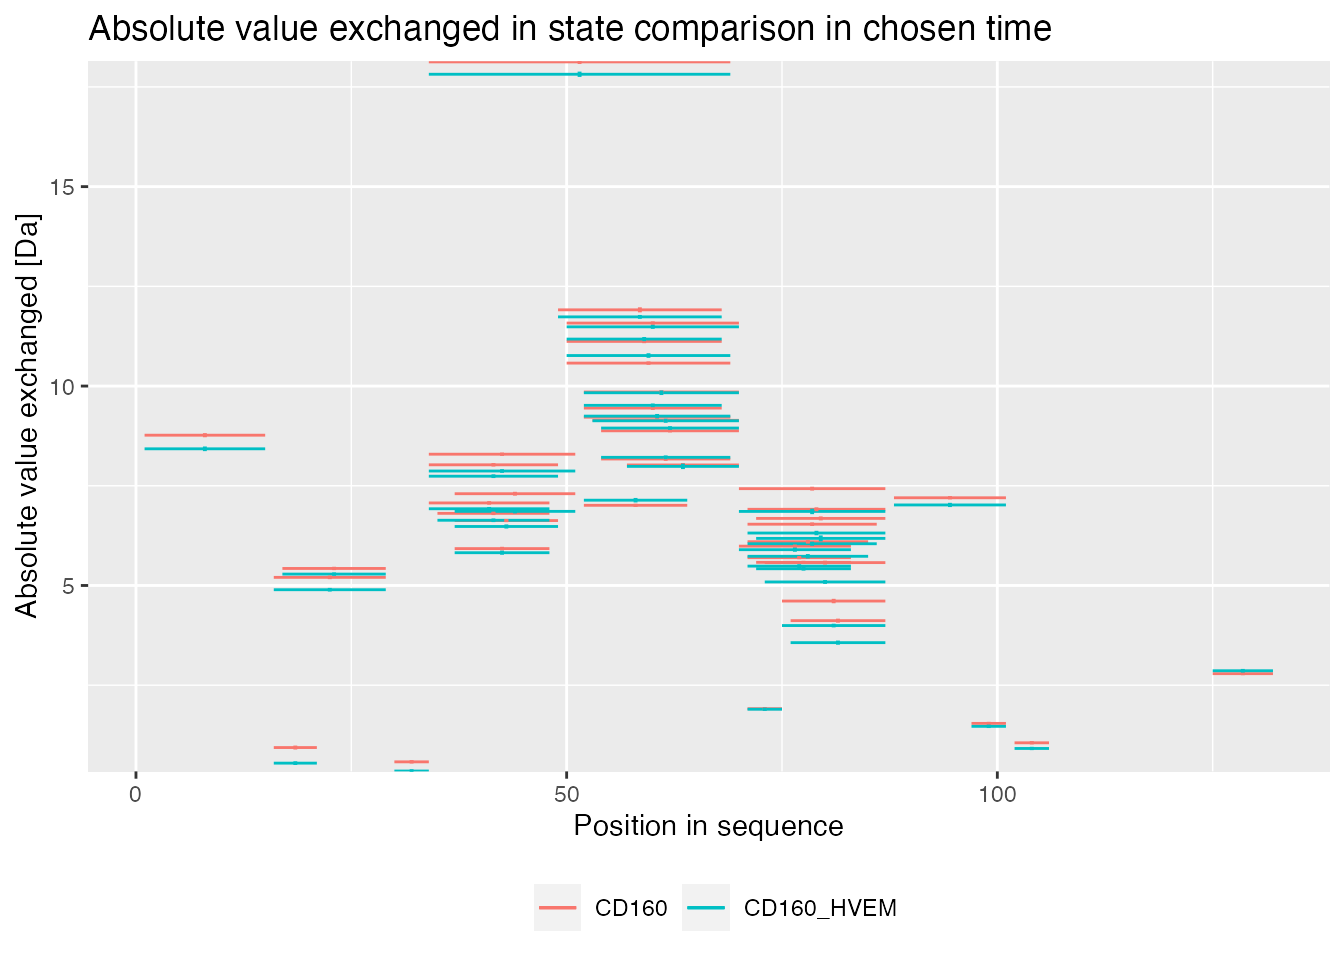 Absolute value exchanged in state comparison in chosen time
Absolute value exchanged [Da]
15
10
5
0
50
100
Position in sequence
CD160
CD160_HVEM